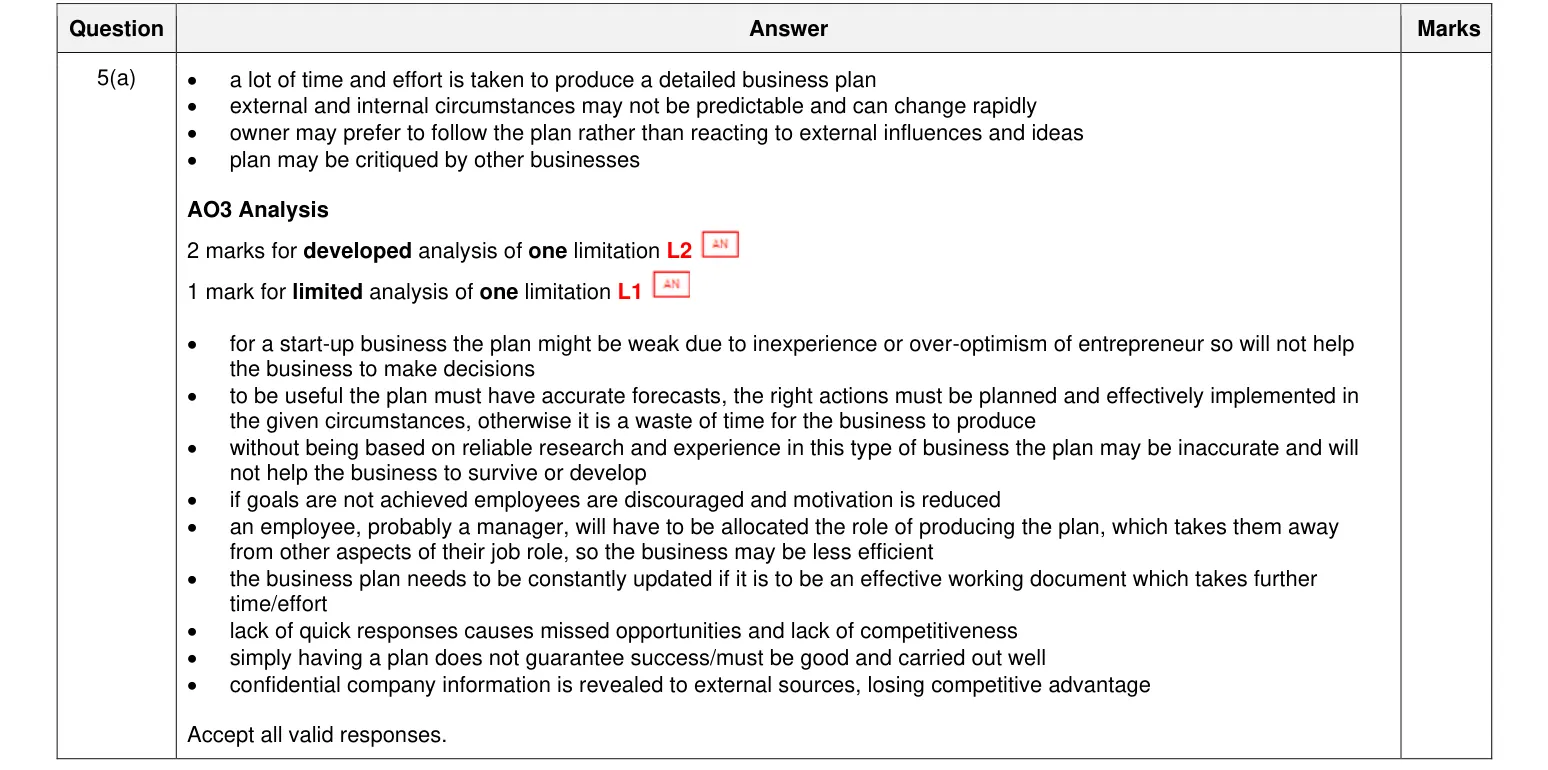 Question Answer Marks
5(a)
• a lot of time and effort is taken to produce a detailed business plan
• external and internal circumstances may not be predictable and can change rapidly
• owner may prefer to follow the plan rather than reacting to external influences and ideas
• plan may be critiqued by other businesses
AO3 Analysis
2 marks for developed analysis of one limitation L2 AN
1 mark for limited analysis of one limitation L1 AN
• for a start-up business the plan might be weak due to inexperience or over-optimism of entrepreneur so will not help
the business to make decisions
• to be useful the plan must have accurate forecasts, the right actions must be planned and effectively implemented in
the given circumstances, otherwise it is a waste of time for the business to produce
• without being based on reliable research and experience in this type of business the plan may be inaccurate and will
not help the business to survive or develop
• if goals are not achieved employees are discouraged and motivation is reduced
• an employee, probably a manager, will have to be allocated the role of producing the plan, which takes them away
from other aspects of their job role, so the business may be less efficient
• the business plan needs to be constantly updated if it is to be an effective working document which takes further
time/effort
• lack of quick responses causes missed opportunities and lack of competitiveness
• simply having a plan does not guarantee success/must be good and carried out well
• confidential company information is revealed to external sources, losing competitive advantage
Accept all valid responses.